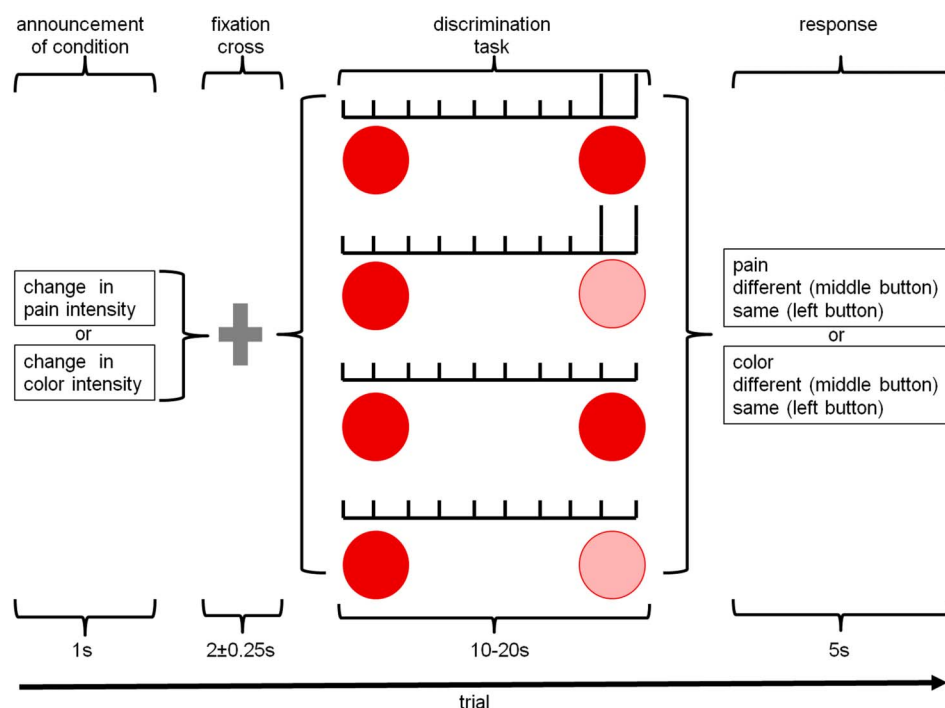 announcement
of condition
fixation
cross
discrimination
task
response
change in
pain intensity
or
change in
color intensity
pain
different (middle button)
same (left button)
or
color
different (middle button)
same (left button)
1s
2±0.25s
10-20s
5s
trial